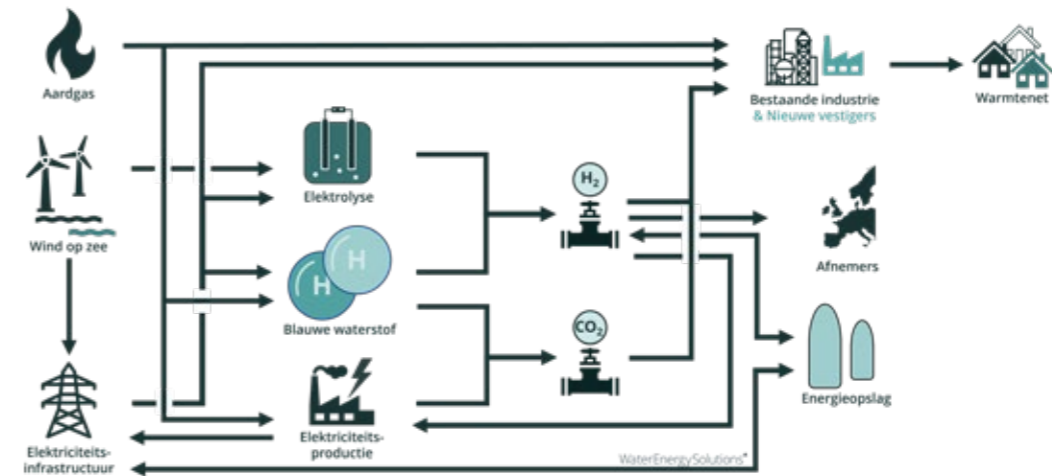 Aardgas
Wind op zee
Elektriciteits-
infrastructuur
Elektrolyse
H
H
Blauwe waterstof
Elektriciteits-
productie
H₂
CO₂
Bestaande industrie
& Nieuwe vestigers
Warmtenet
Afnemers
Energieopslag
WaterEnergySolutions